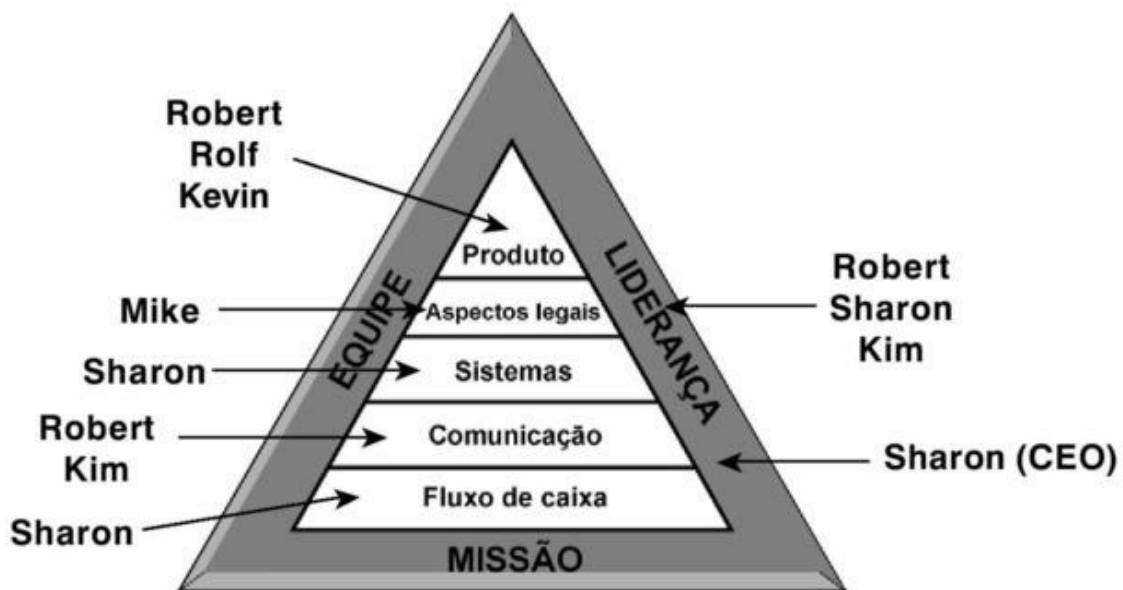 Robert
Rolf
Kevin
Produto
EQUIPE
LIDERANÇA
Robert
Sharon
Kim
Mike
Aspectos legais
Sharon
Sistemas
Robert
Kim
Comunicação
Sharon (CEO)
Sharon
Fluxo de caixa
MISSÃO